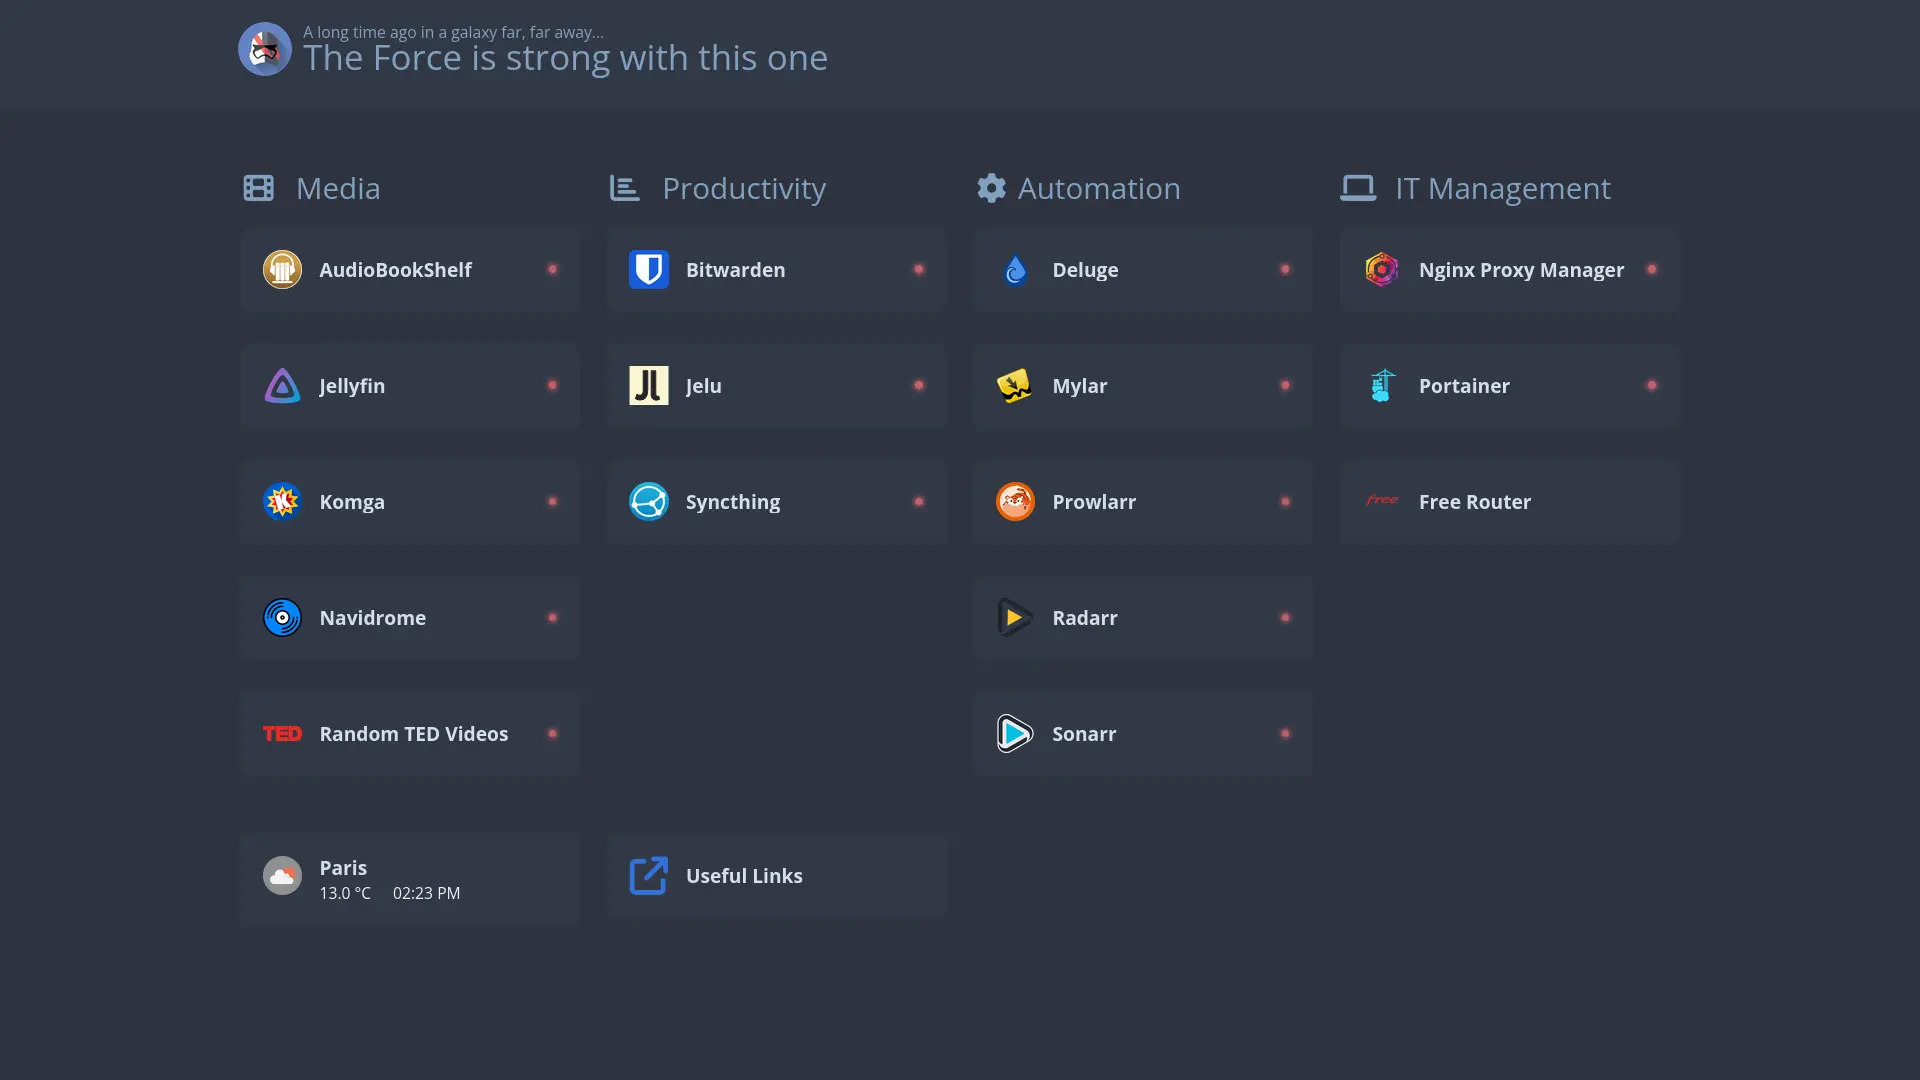 A long time ago in a galaxy far, far away...
The Force is strong with this one
Media
AudioBookShelf
Jellyfin
Komga
Navidrome
TED
Random TED Videos
Productivity
Bitwarden
JL
Jelu
Syncthing
Automation
Deluge
Mylar
Prowlarr
Radarr
Sonarr
IT Management
Nginx Proxy Manager
Portainer
free
Free Router
Paris
13.0 °C 02:23 PM
Useful Links